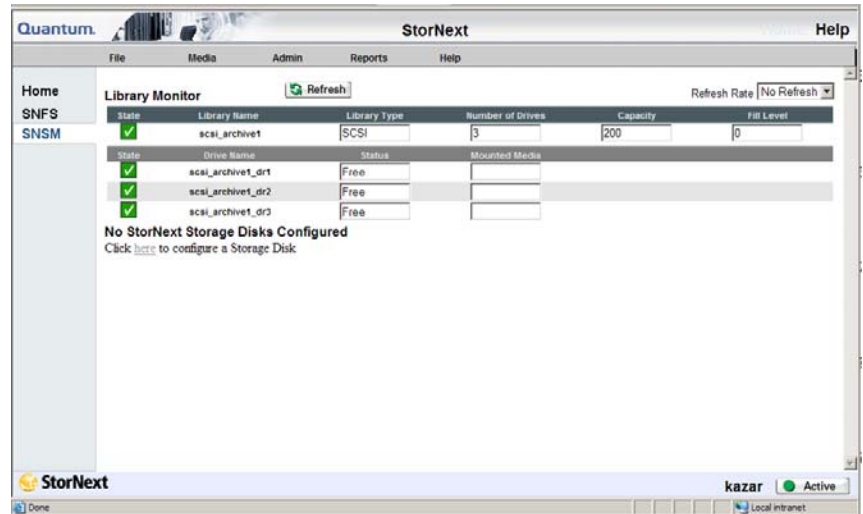 Quantum. StorNext Home Help
File Media Admin Reports Help
Home
SNFS
SNSM
Library Monitor Refresh Refresh Rate No Refresh
State Library Name Library Type Number of Drives Capacity Fill Level
scsi_archive1 SCSI 3 200 0
State Drive Name Status Mounted Media
scsi_archive1_dr1 Free
scsi_archive1_dr2 Free
scsi_archive1_dr3 Free
No StorNext Storage Disks Configured
Click here to configure a Storage Disk
StorNext kazar Active
Done Local intranet